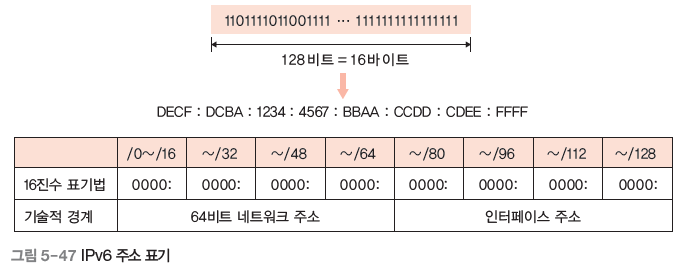 1101111011001111 ··· 1111111111111111
128비트 = 16바이트
DECF : DCBA : 1234 : 4567 : BBAA : CCDD : CDEE : FFFF
/0~/16 ~/32 ~/48 ~/64 ~/80 ~/96 ~/112 ~/128
16진수 표기법 0000: 0000: 0000: 0000: 0000: 0000: 0000: 0000:
기술적 경계 64비트 네트워크 주소 인터페이스 주소
그림 5-47 IPv6 주소 표기